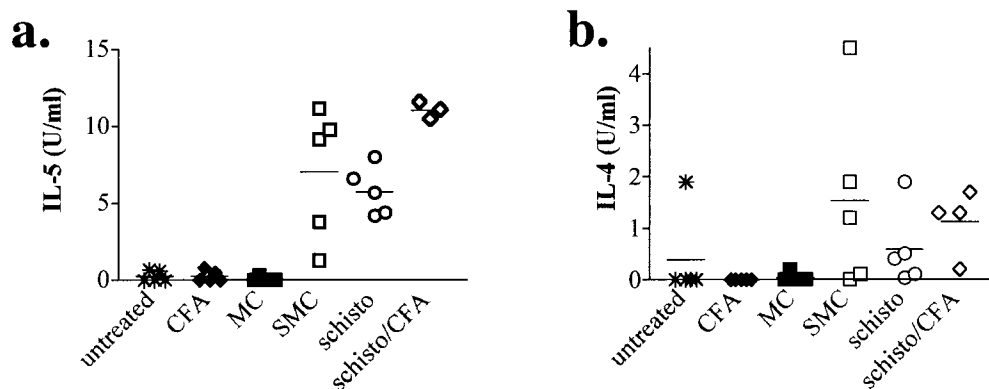 a.
IL-5 (U/ml)
15
10
5
0
untreated
CFA
MC
SMC
schisto
schisto/CFA
b.
IL-4 (U/ml)
4
3
2
1
0
untreated
CFA
MC
SMC
schisto
schisto/CFA